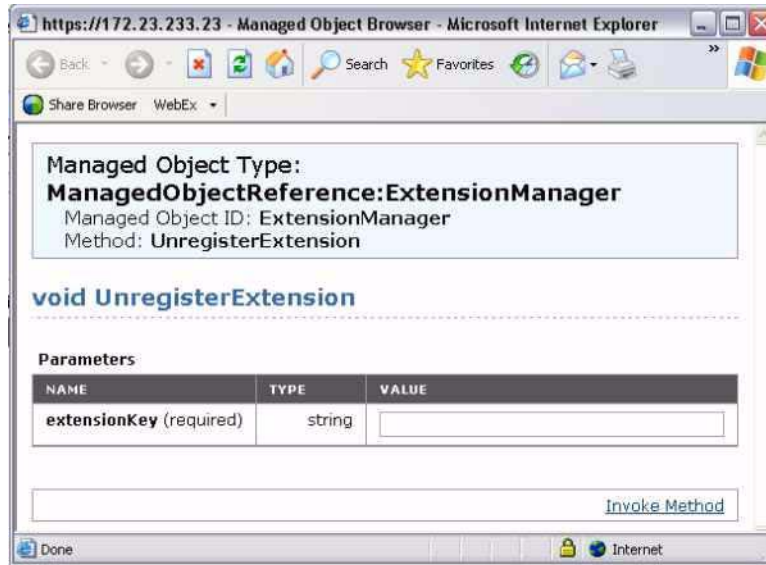 https://172.23.233.23 - Managed Object Browser - Microsoft Internet Explorer
Back Search Favorites »
Share Browser WebEx
Managed Object Type:
ManagedObjectReference:ExtensionManager
Managed Object ID: ExtensionManager
Method: UnregisterExtension
void UnregisterExtension
Parameters
NAME TYPE VALUE
extensionKey (required) string
Invoke Method
Done Internet